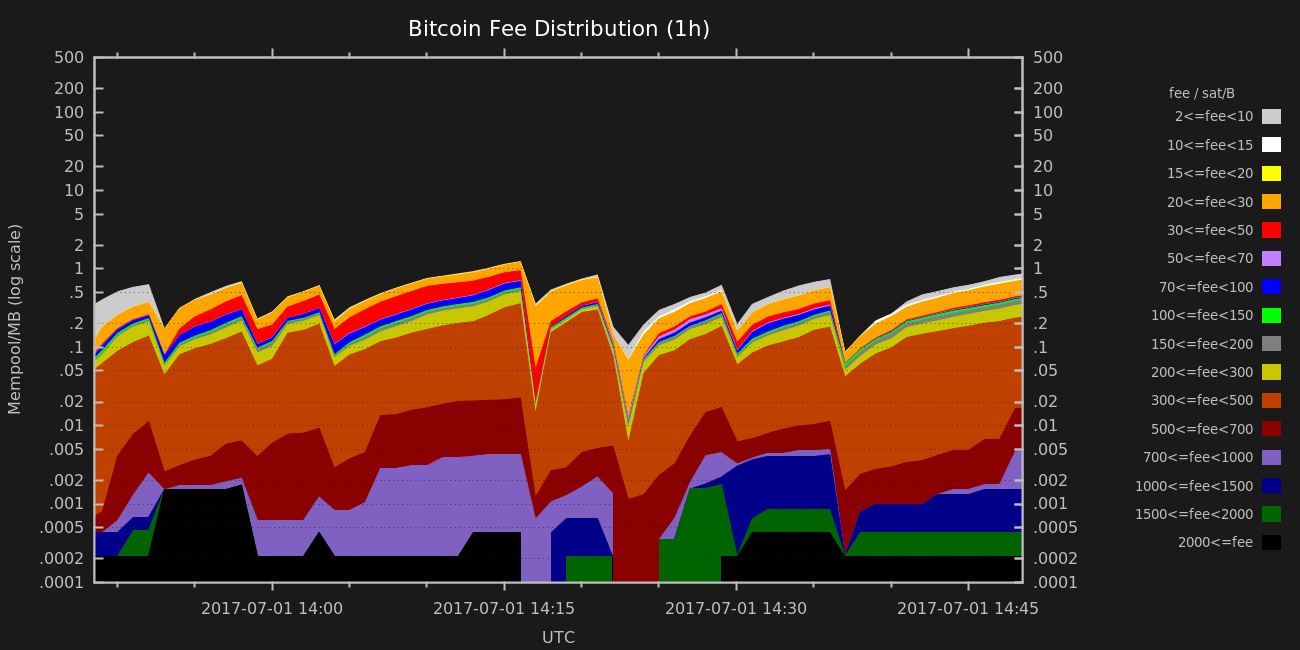 Bitcoin Fee Distribution (1h)
Mempool/MB (log scale)
500
200
100
50
20
10
5
2
1
.5
.2
.1
.05
.02
.01
.005
.002
.001
.0005
.0002
.0001
500
200
100
50
20
10
5
2
1
.5
.2
.1
.05
.02
.01
.005
.002
.001
.0005
.0002
.0001
2017-07-01 14:00
2017-07-01 14:15
2017-07-01 14:30
2017-07-01 14:45
UTC
fee / sat/B
2<=fee<10
10<=fee<15
15<=fee<20
20<=fee<30
30<=fee<50
50<=fee<70
70<=fee<100
100<=fee<150
150<=fee<200
200<=fee<300
300<=fee<500
500<=fee<700
700<=fee<1000
1000<=fee<1500
1500<=fee<2000
2000<=fee